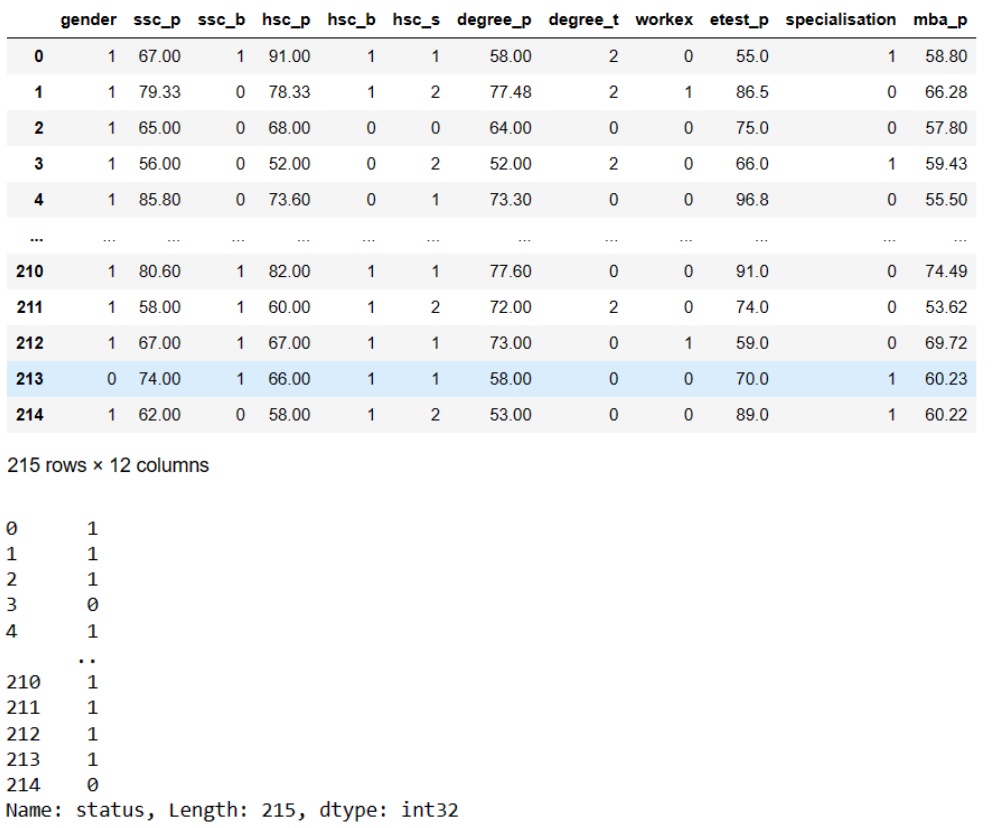 gender ssc_p ssc_b hsc_p hsc_b hsc_s degree_p degree_t workex etest_p specialisation mba_p
0 1 67.00 1 91.00 1 1 58.00 2 0 55.0 1 58.80
1 1 79.33 0 78.33 1 2 77.48 2 1 86.5 0 66.28
2 1 65.00 0 68.00 0 0 64.00 0 0 75.0 0 57.80
3 1 56.00 0 52.00 0 2 52.00 2 0 66.0 1 59.43
4 1 85.80 0 73.60 0 1 73.30 0 0 96.8 0 55.50
... ... ... ... ... ... ... ... ... ... ... ... ...
210 1 80.60 1 82.00 1 1 77.60 0 0 91.0 0 74.49
211 1 58.00 1 60.00 1 2 72.00 2 0 74.0 0 53.62
212 1 67.00 1 67.00 1 1 73.00 0 1 59.0 0 69.72
213 0 74.00 1 66.00 1 1 58.00 0 0 70.0 1 60.23
214 1 62.00 0 58.00 1 2 53.00 0 0 89.0 1 60.22
215 rows × 12 columns
0 1
1 1
2 1
3 0
4 1
..
210 1
211 1
212 1
213 1
214 0
Name: status, Length: 215, dtype: int32